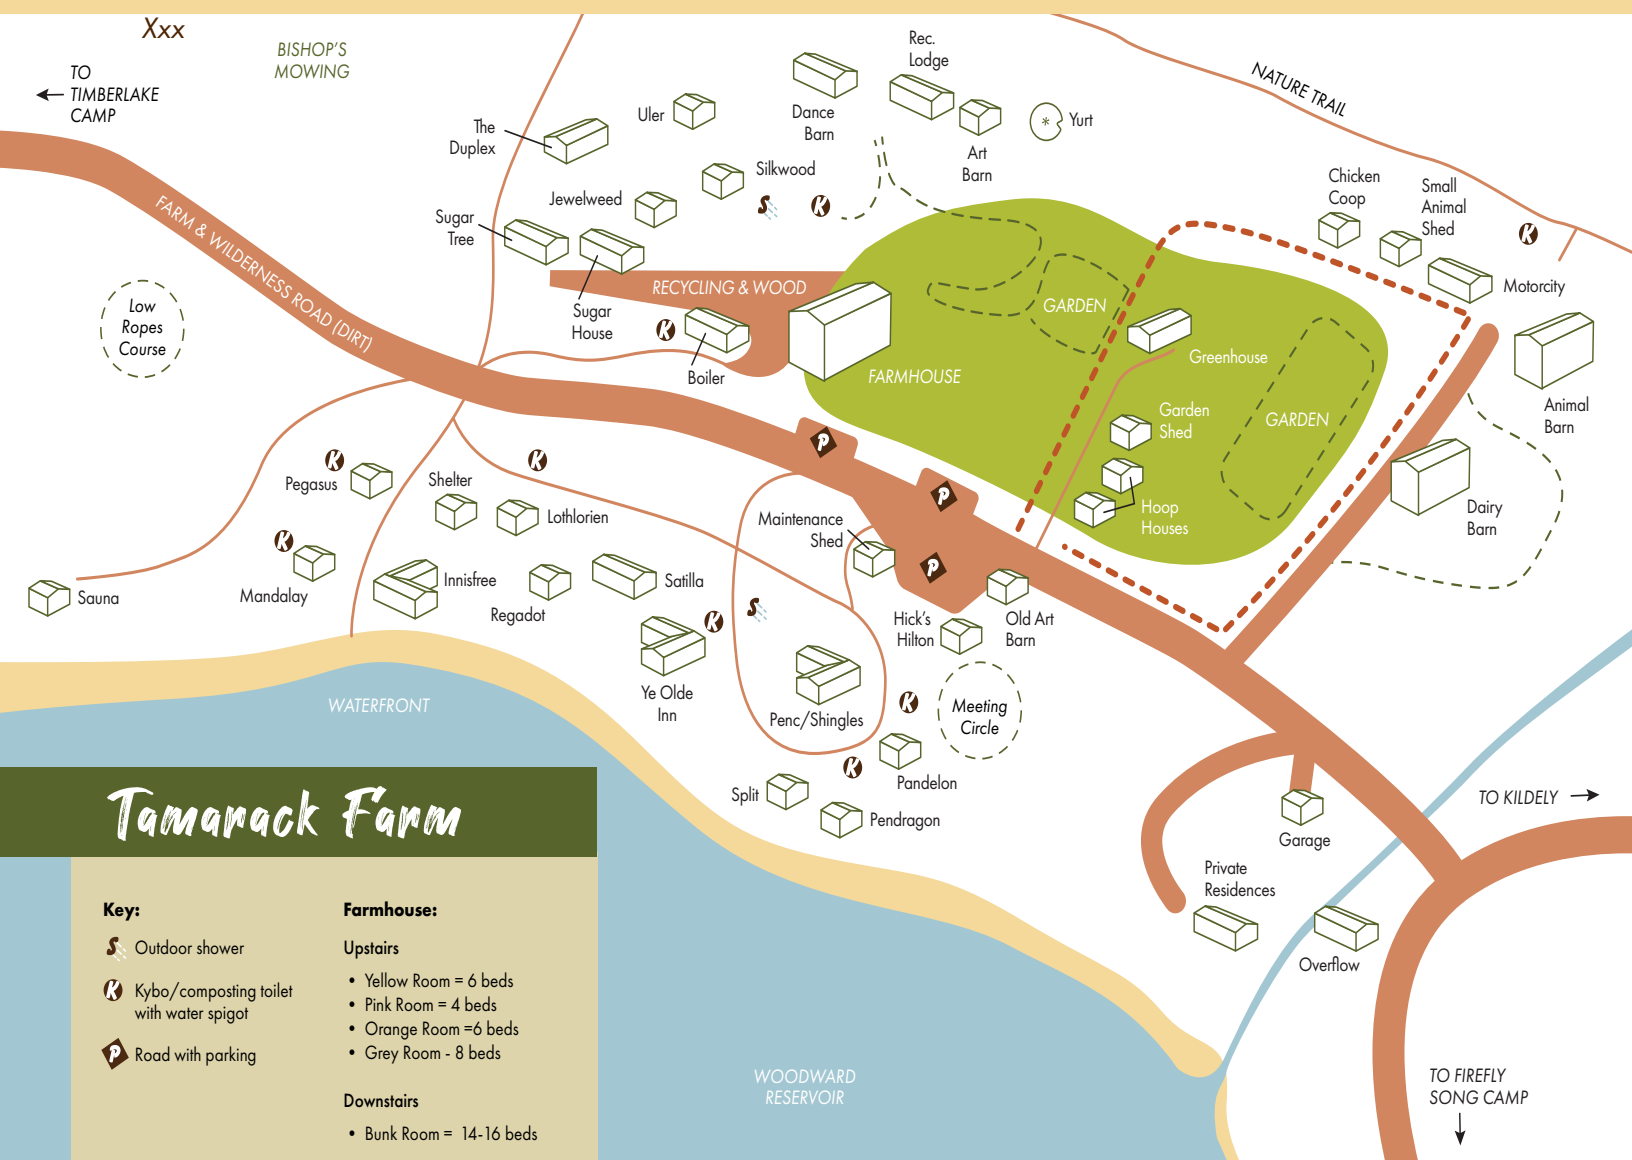 Xxx
BISHOP'S
MOWING
TO
TIMBERLAKE
CAMP
Rec.
Lodge
NATURE TRAIL
The
Duplex
Uler
Dance
Barn
Yurt
Art
Barn
Silkwood
Jewelweed
S
K
Chicken
Coop
Small
Animal
Shed
K
Sugar
Tree
FARM & WILDERNESS ROAD (DIRT)
RECYCLING & WOOD
Motorcity
Low
Ropes
Course
Sugar
House
K
Boiler
GARDEN
Greenhouse
FARMHOUSE
Garden
Shed
GARDEN
Animal
Barn
P
K
Pegasus
Shelter
K
Lothlorien
P
Maintenance
Shed
Hoop
Houses
Dairy
Barn
K
Mandalay
Sauna
Innisfree
Regadot
Satilla
P
K
S
Hick's
Hilton
Old Art
Barn
Ye Olde
Inn
Penc/Shingles
K
Meeting
Circle
WATERFRONT
K
Pandelon
Split
Pendragon
TO KILDELY
Garage
Private
Residences
Overflow
Tamarack Farm
Key:
S Outdoor shower
K Kybo/composting toilet
with water spigot
P Road with parking
Farmhouse:
Upstairs
• Yellow Room = 6 beds
• Pink Room = 4 beds
• Orange Room =6 beds
• Grey Room - 8 beds
Downstairs
• Bunk Room = 14-16 beds
WOODWARD
RESERVOIR
TO FIREFLY
SONG CAMP